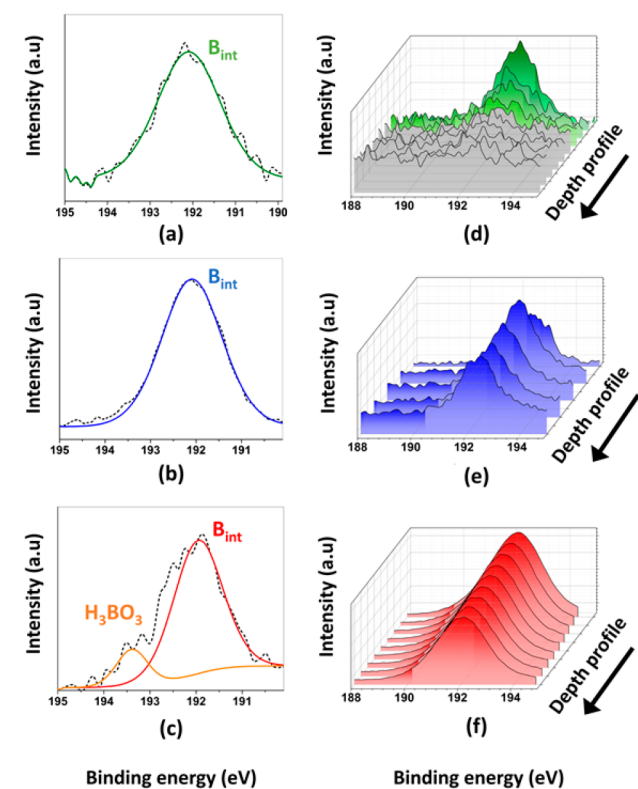 Intensity (a.u)
B_int
195 194 193 192 191 190
(a)
Intensity (a.u)
188 190 192 194
Depth profile
(d)
Intensity (a.u)
B_int
195 194 193 192 191
(b)
Intensity (a.u)
188 190 192 194
Depth profile
(e)
Intensity (a.u)
B_int
H₃BO₃
195 194 193 192 191
(c)
Intensity (a.u)
188 190 192 194
Depth profile
(f)
Binding energy (eV)
Binding energy (eV)